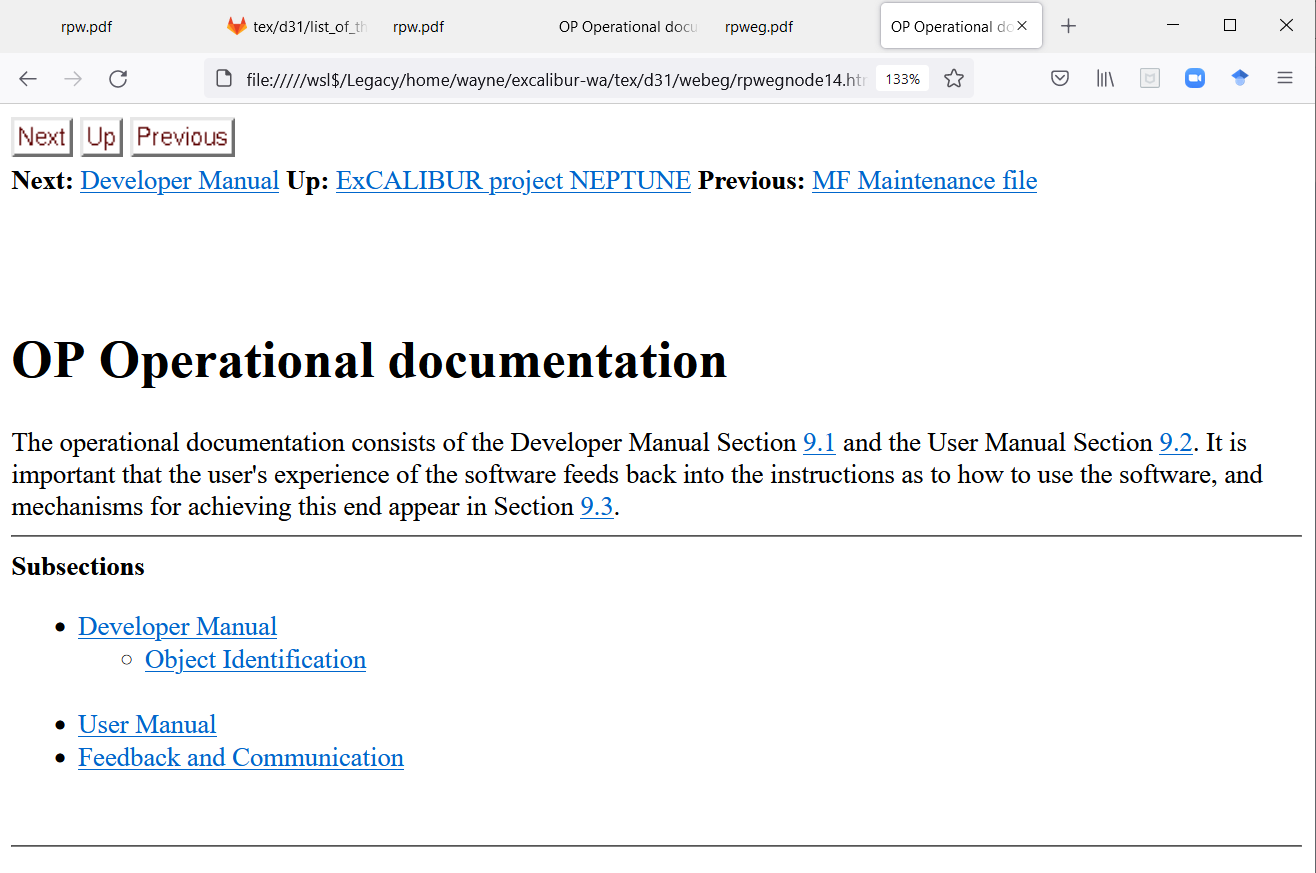 rpw.pdf tex/d31/list_of_th rpw.pdf OP Operational docu rpweg.pdf OP Operational do
file://///wsl$/Legacy/home/wayne/excalibur-wa/tex/d31/webeg/rpwegnode14.htm 133%
Next Up Previous
Next: Developer Manual Up: ExCALIBUR project NEPTUNE Previous: MF Maintenance file
OP Operational documentation
The operational documentation consists of the Developer Manual Section 9.1 and the User Manual Section 9.2. It is
important that the user's experience of the software feeds back into the instructions as to how to use the software, and
mechanisms for achieving this end appear in Section 9.3.
Subsections
Developer Manual
Object Identification
User Manual
Feedback and Communication